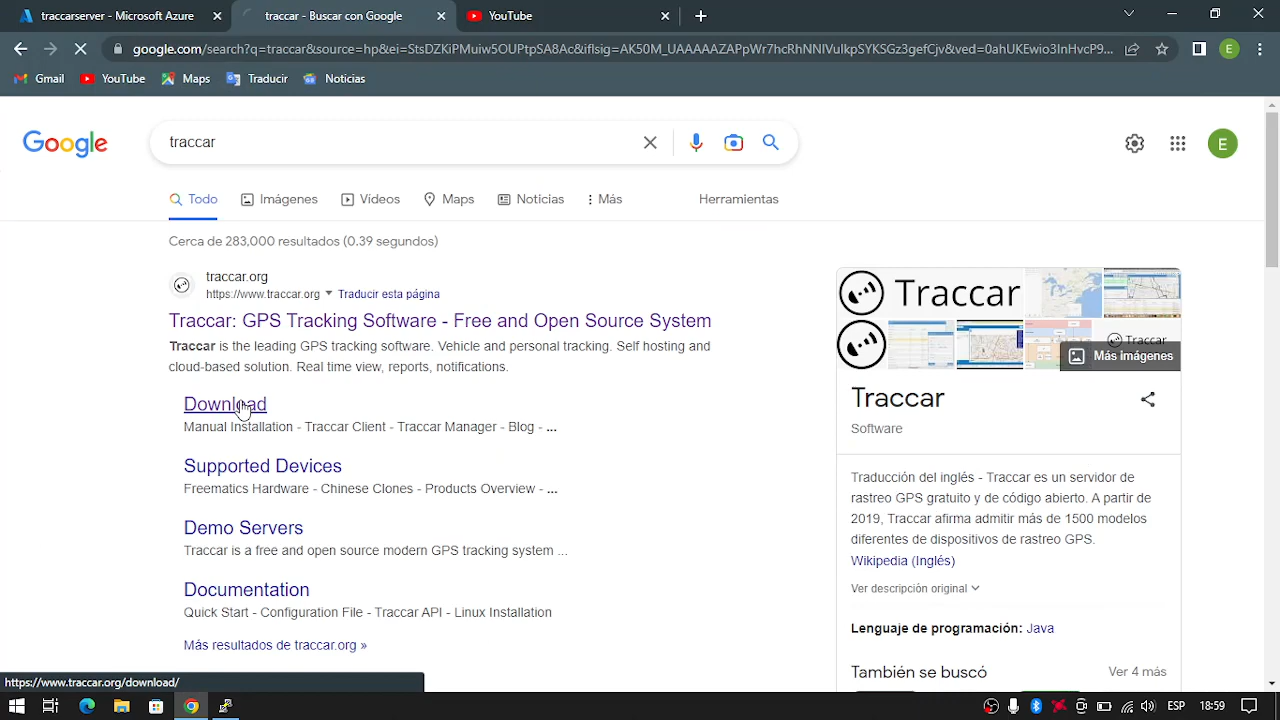 transcursec - Microsoft Azure
traccar - Buscar con Google
YouTube
google.com/search?q=traccar&source=hp&ei=StsDZKiPMuiw5OUPtpSA8Ac&iflsig=AK50M_UAAAAAZAPpWr7hcRhNNIVuIkpSYKSGz3gefCjv&ved=0ahUKEwio3InHvcP9...
E
Gmail
YouTube
Maps
Traducir
Noticias
Google
traccar
E
Todo
Imágenes
Vídeos
Maps
Noticias
Más
Herramientas
Cerca de 283,000 resultados (0.39 segundos)
traccar.org
https://www.traccar.org
Traducir esta página
Traccar: GPS Tracking Software - Free and Open Source System
Traccar is the leading GPS tracking software. Vehicle and personal tracking. Self hosting and
cloud-based solution. Real time view, reports, notifications.
Download
Manual Installation - Traccar Client - Traccar Manager - Blog - ...
Supported Devices
Freematics Hardware - Chinese Clones - Products Overview - ...
Demo Servers
Traccar is a free and open source modern GPS tracking system ...
Documentation
Quick Start - Configuration File - Traccar API - Linux Installation
Más resultados de traccar.org »
Traccar
Traccar
Más imágenes
Traccar
Software
Traducción del inglés - Traccar es un servidor de
rastreo GPS gratuito y de código abierto. A partir de
2019, Traccar afirma admitir más de 1500 modelos
diferentes de dispositivos de rastreo GPS.
Wikipedia (Inglés)
Ver descripción original
Lenguaje de programación: Java
También se buscó
Ver 4 más
https://www.traccar.org/download/
ESP
18:59